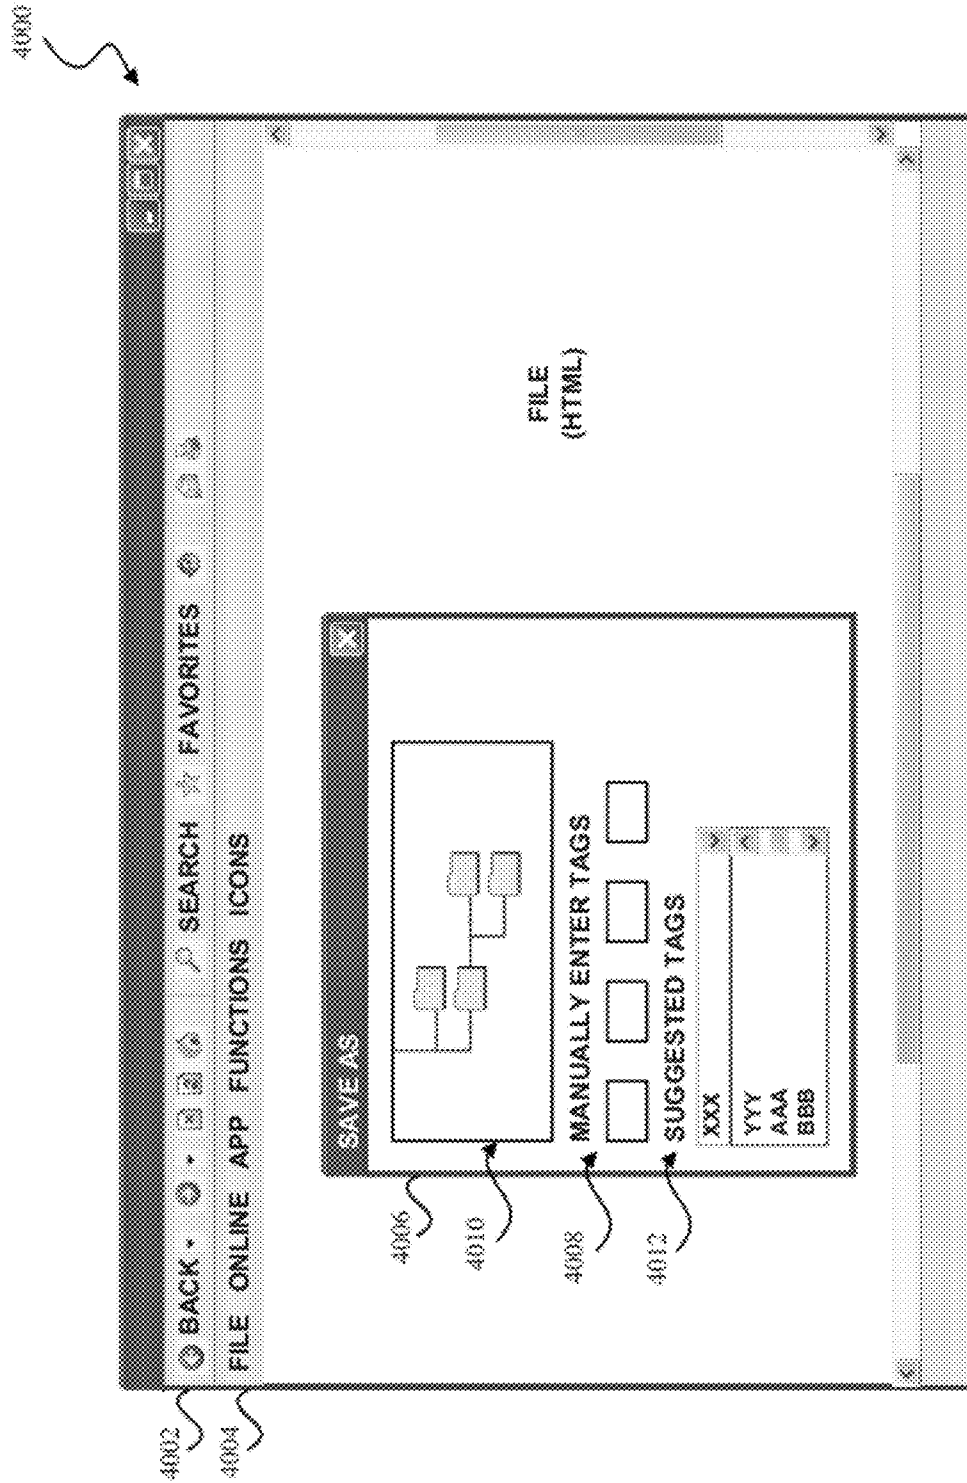 4000
4002
BACK SEARCH FAVORITES
4004
FILE ONLINE APP FUNCTIONS ICONS
4006
SAVE AS
4010
4008
MANUALLY ENTER TAGS
4012
SUGGESTED TAGS
XXX
YYY
AAA
BBB
FILE
(HTML)